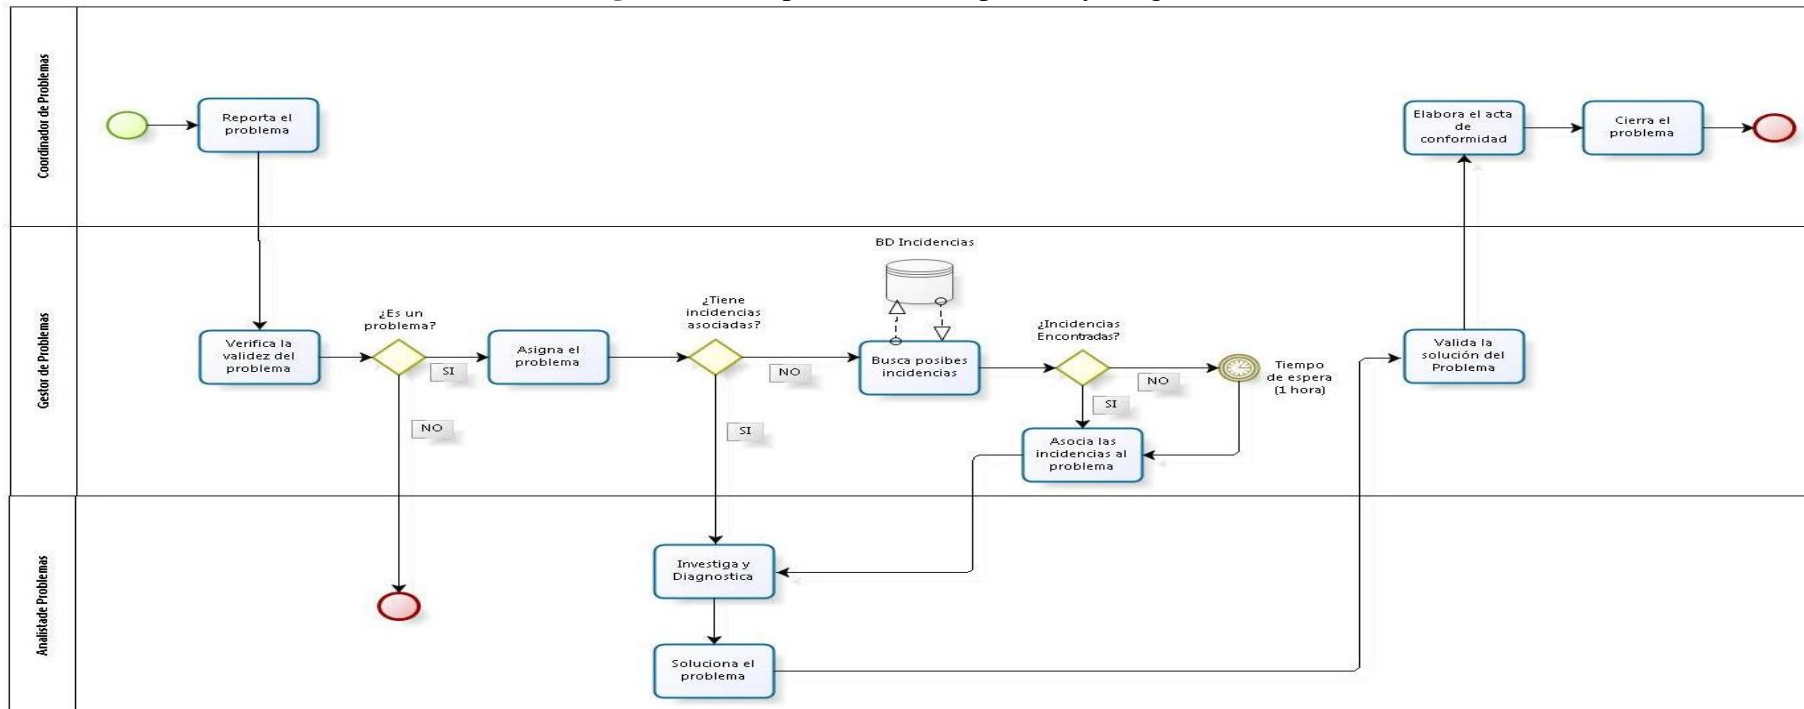 Coordinador de Problemas
Reporta el
problema
Elabora el acta
de
conformidad
Cierra el
problema
Gestor de Problemas
Verifica la
validez del
problema
¿Es un
problema?
SI
NO
Asigna el
problema
¿Tiene
incidencias
asociadas?
NO
SI
BD Incidencias
Busca posibes
incidencias
¿Incidencias
Encontradas?
NO
SI
Tiempo
de espera
(1 hora)
Asocia las
incidencias al
problema
Valida la
solución del
Problema
Analistade Problemas
Investiga y
Diagnostica
Soluciona el
problema